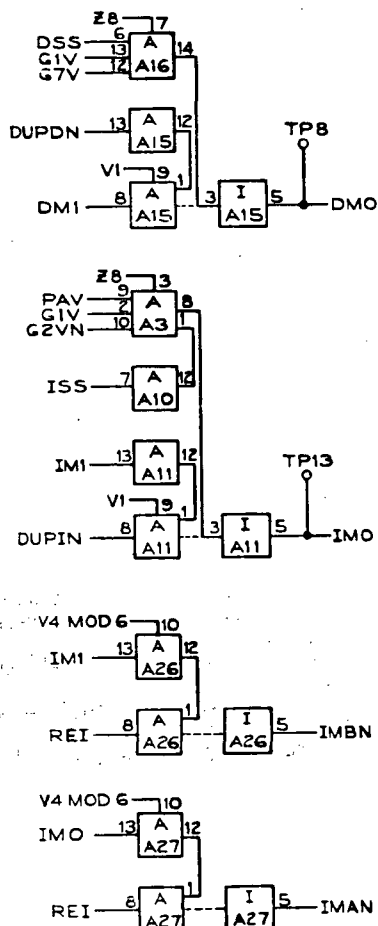 Z8 7
DSS 6 A 14
G1V 13
G7V 12 A16
TP8
DUPDN 13 A 12
A15
V1 9 1
DM1 8 A 3 I 5 DMO
A15 A15
Z8 3
PAV 9 A 8
G1V 2 1
G2VN 10 A3
ISS 7 A 12
A10
IM1 13 A 12
A11
TP13
V1 9 1
DUPIN 8 A 3 I 5 IMO
A11 A11
V4 MOD 6 10
IM1 13 A 12
A26
1
REI 8 A I 5 IMBN
A26 A26
V4 MOD 6 10
IMO 13 A 12
A27
1
REI 8 A I 5 IMAN
A27 A27